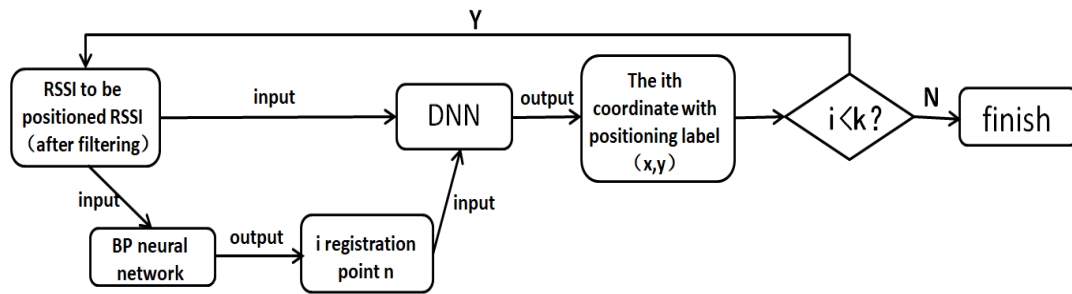 Y
RSSI to be
positioned RSSI
（after filtering）
input
DNN
output
The ith
coordinate with
positioning label
（x,y）
i<k?
N
finish
input
BP neural
network
output
i registration
point n
input